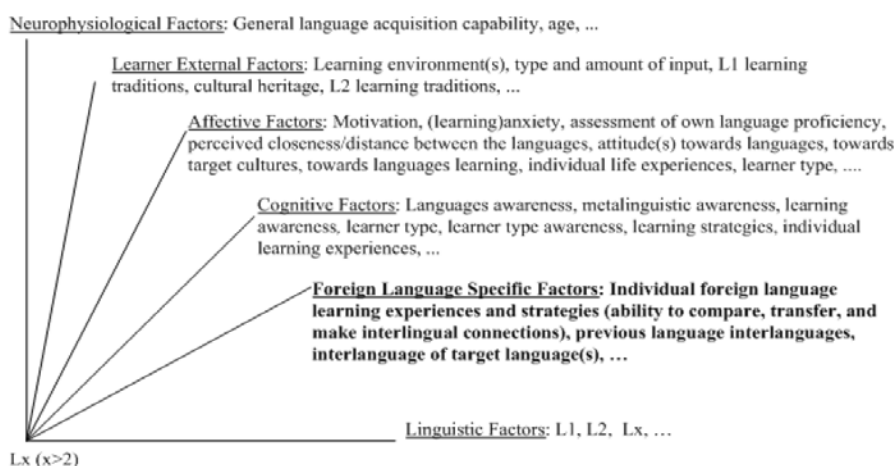 Neurophysiological Factors: General language acquisition capability, age, ...
Learner External Factors: Learning environment(s), type and amount of input, L1 learning
traditions, cultural heritage, L2 learning traditions, ...
Affective Factors: Motivation, (learning)anxiety, assessment of own language proficiency,
perceived closeness/distance between the languages, attitude(s) towards languages, towards
target cultures, towards languages learning, individual life experiences, learner type, ....
Cognitive Factors: Languages awareness, metalinguistic awareness, learning
awareness, learner type, learner type awareness, learning strategies, individual
learning experiences, ...
Foreign Language Specific Factors: Individual foreign language
learning experiences and strategies (ability to compare, transfer, and
make interlingual connections), previous language interlanguages,
interlanguage of target language(s), ...
Linguistic Factors: L1, L2, Lx, ...
Lx (x>2)